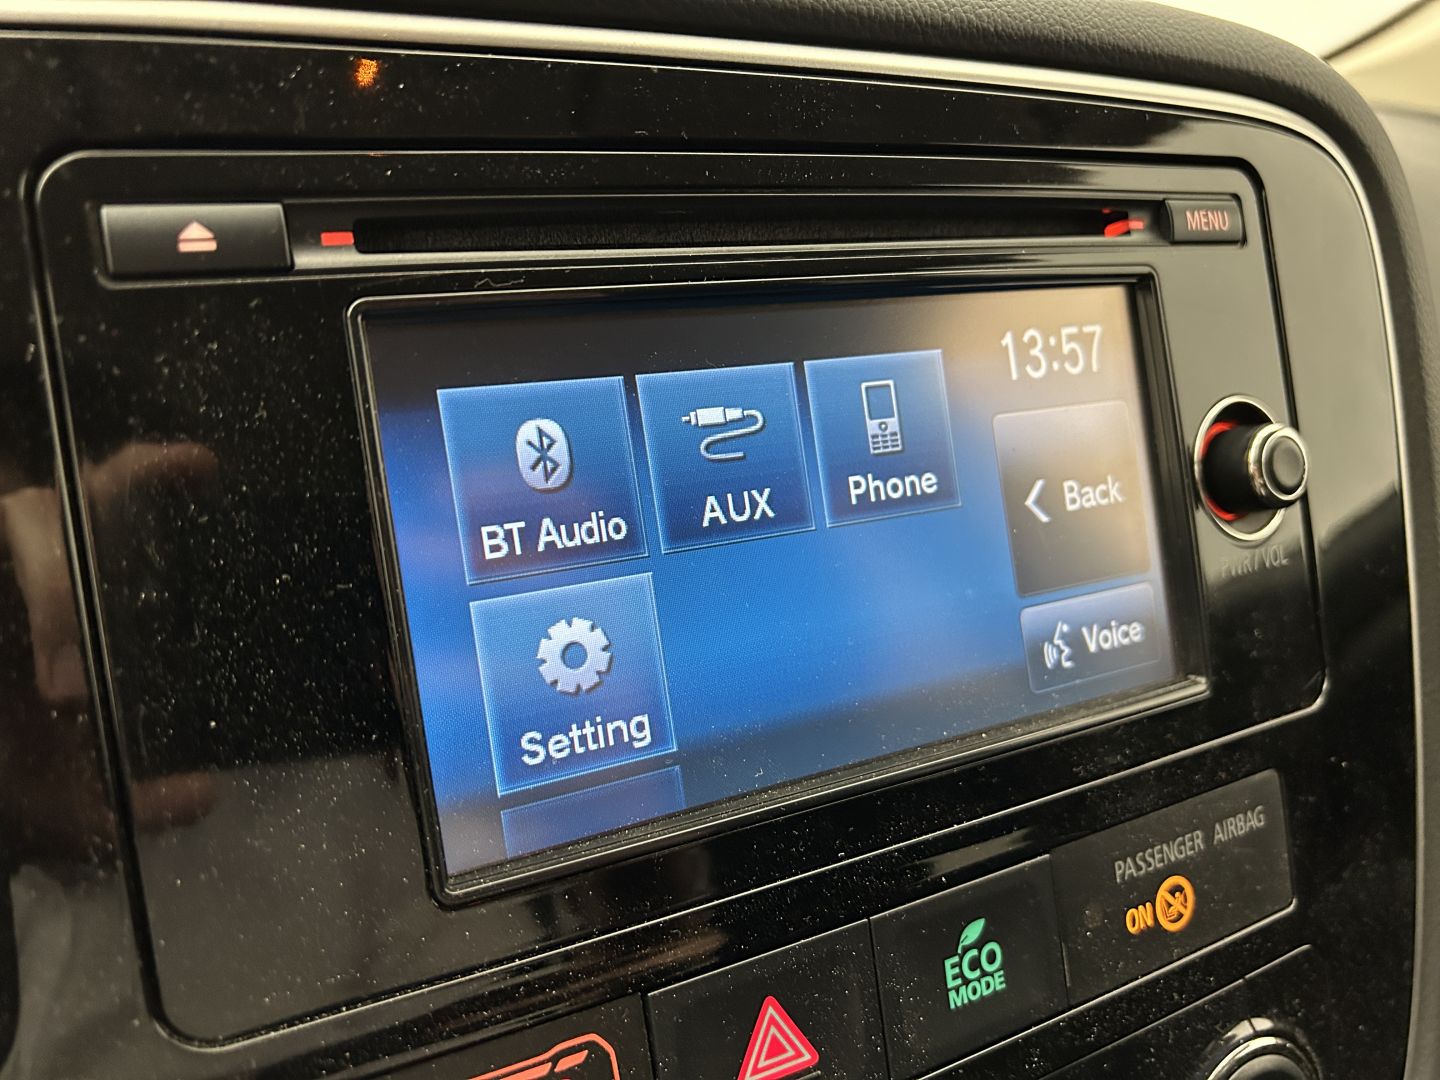 MENU
13:57
BT Audio
AUX
Phone
Back
Setting
Voice
PWR/VOL
PASSENGER AIRBAG
ON
ECO
MODE